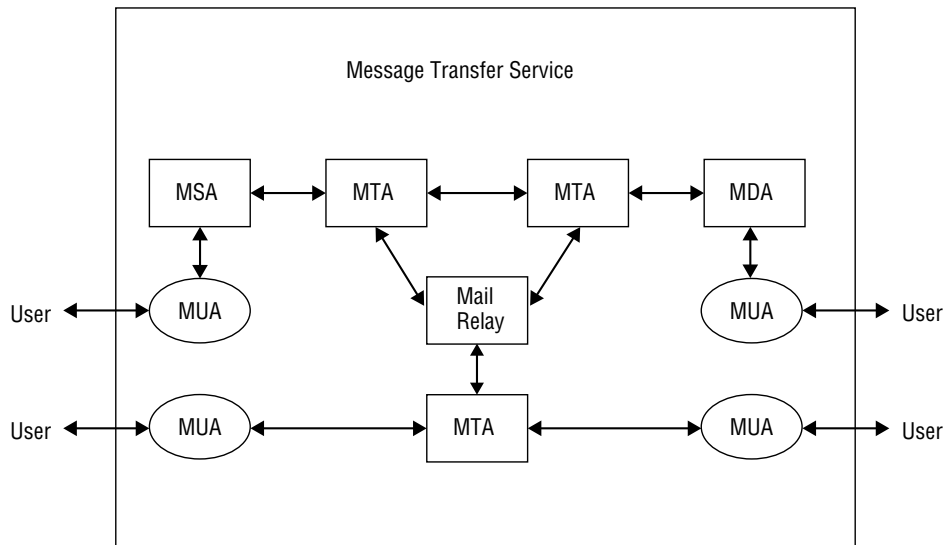 Message Transfer Service
MSA
MTA
MTA
MDA
User
MUA
Mail
Relay
MUA
User
User
MUA
MTA
MUA
User